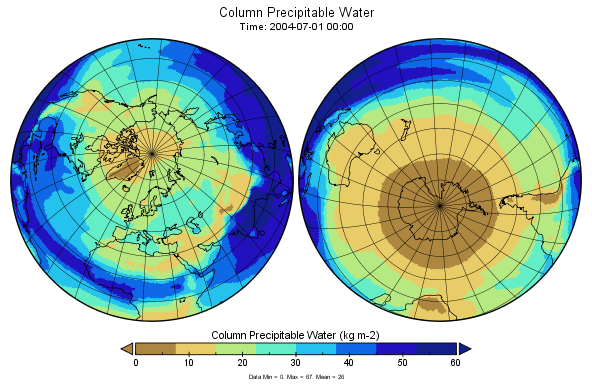 Column Precipitable Water
Time: 2004-07-01 00:00
Column Precipitable Water (kg m-2)
0 10 20 30 40 50 60
Data Min = 0, Max = 67, Mean = 26